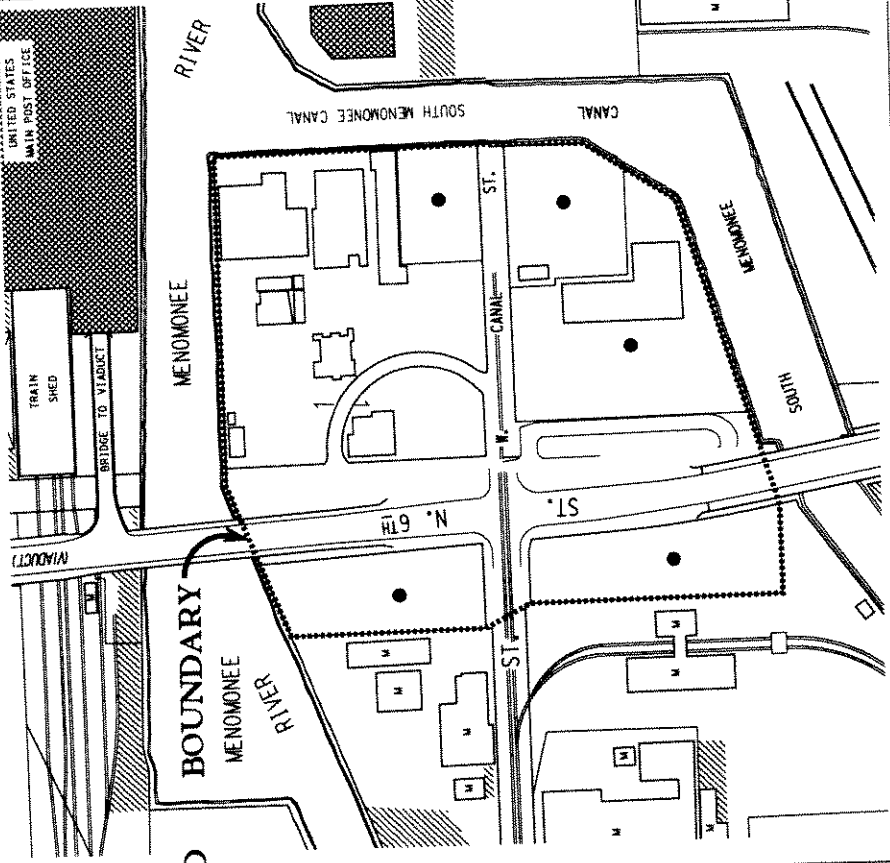 UNITED STATES
MAIN POST OFFICE
RIVER
SOUTH MENOMONEE CANAL
CANAL
TRAIN
SHED
BRIDGE TO VIADUCT
MENOMONEE
ST.
MENOMONEE
CANAL
W.
SOUTH
N. 6TH
ST.
(VIADUCT)
BOUNDARY
MENOMONEE
RIVER
ST.
M
M
M
M
M
M
M
M
M
M
M